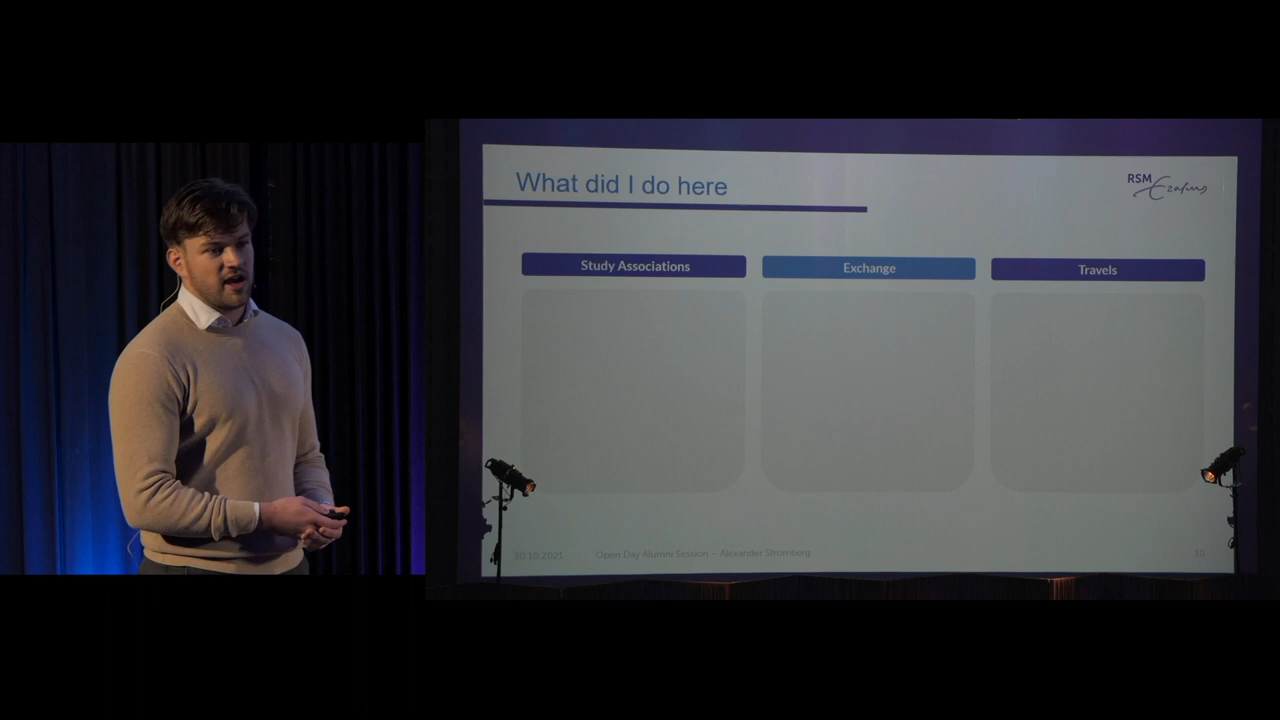 What did I do here
RSM
Erasmus
Study Associations
Exchange
Travels
30.10.2021
Open Day Alumni Session – Alexander Stromberg
10